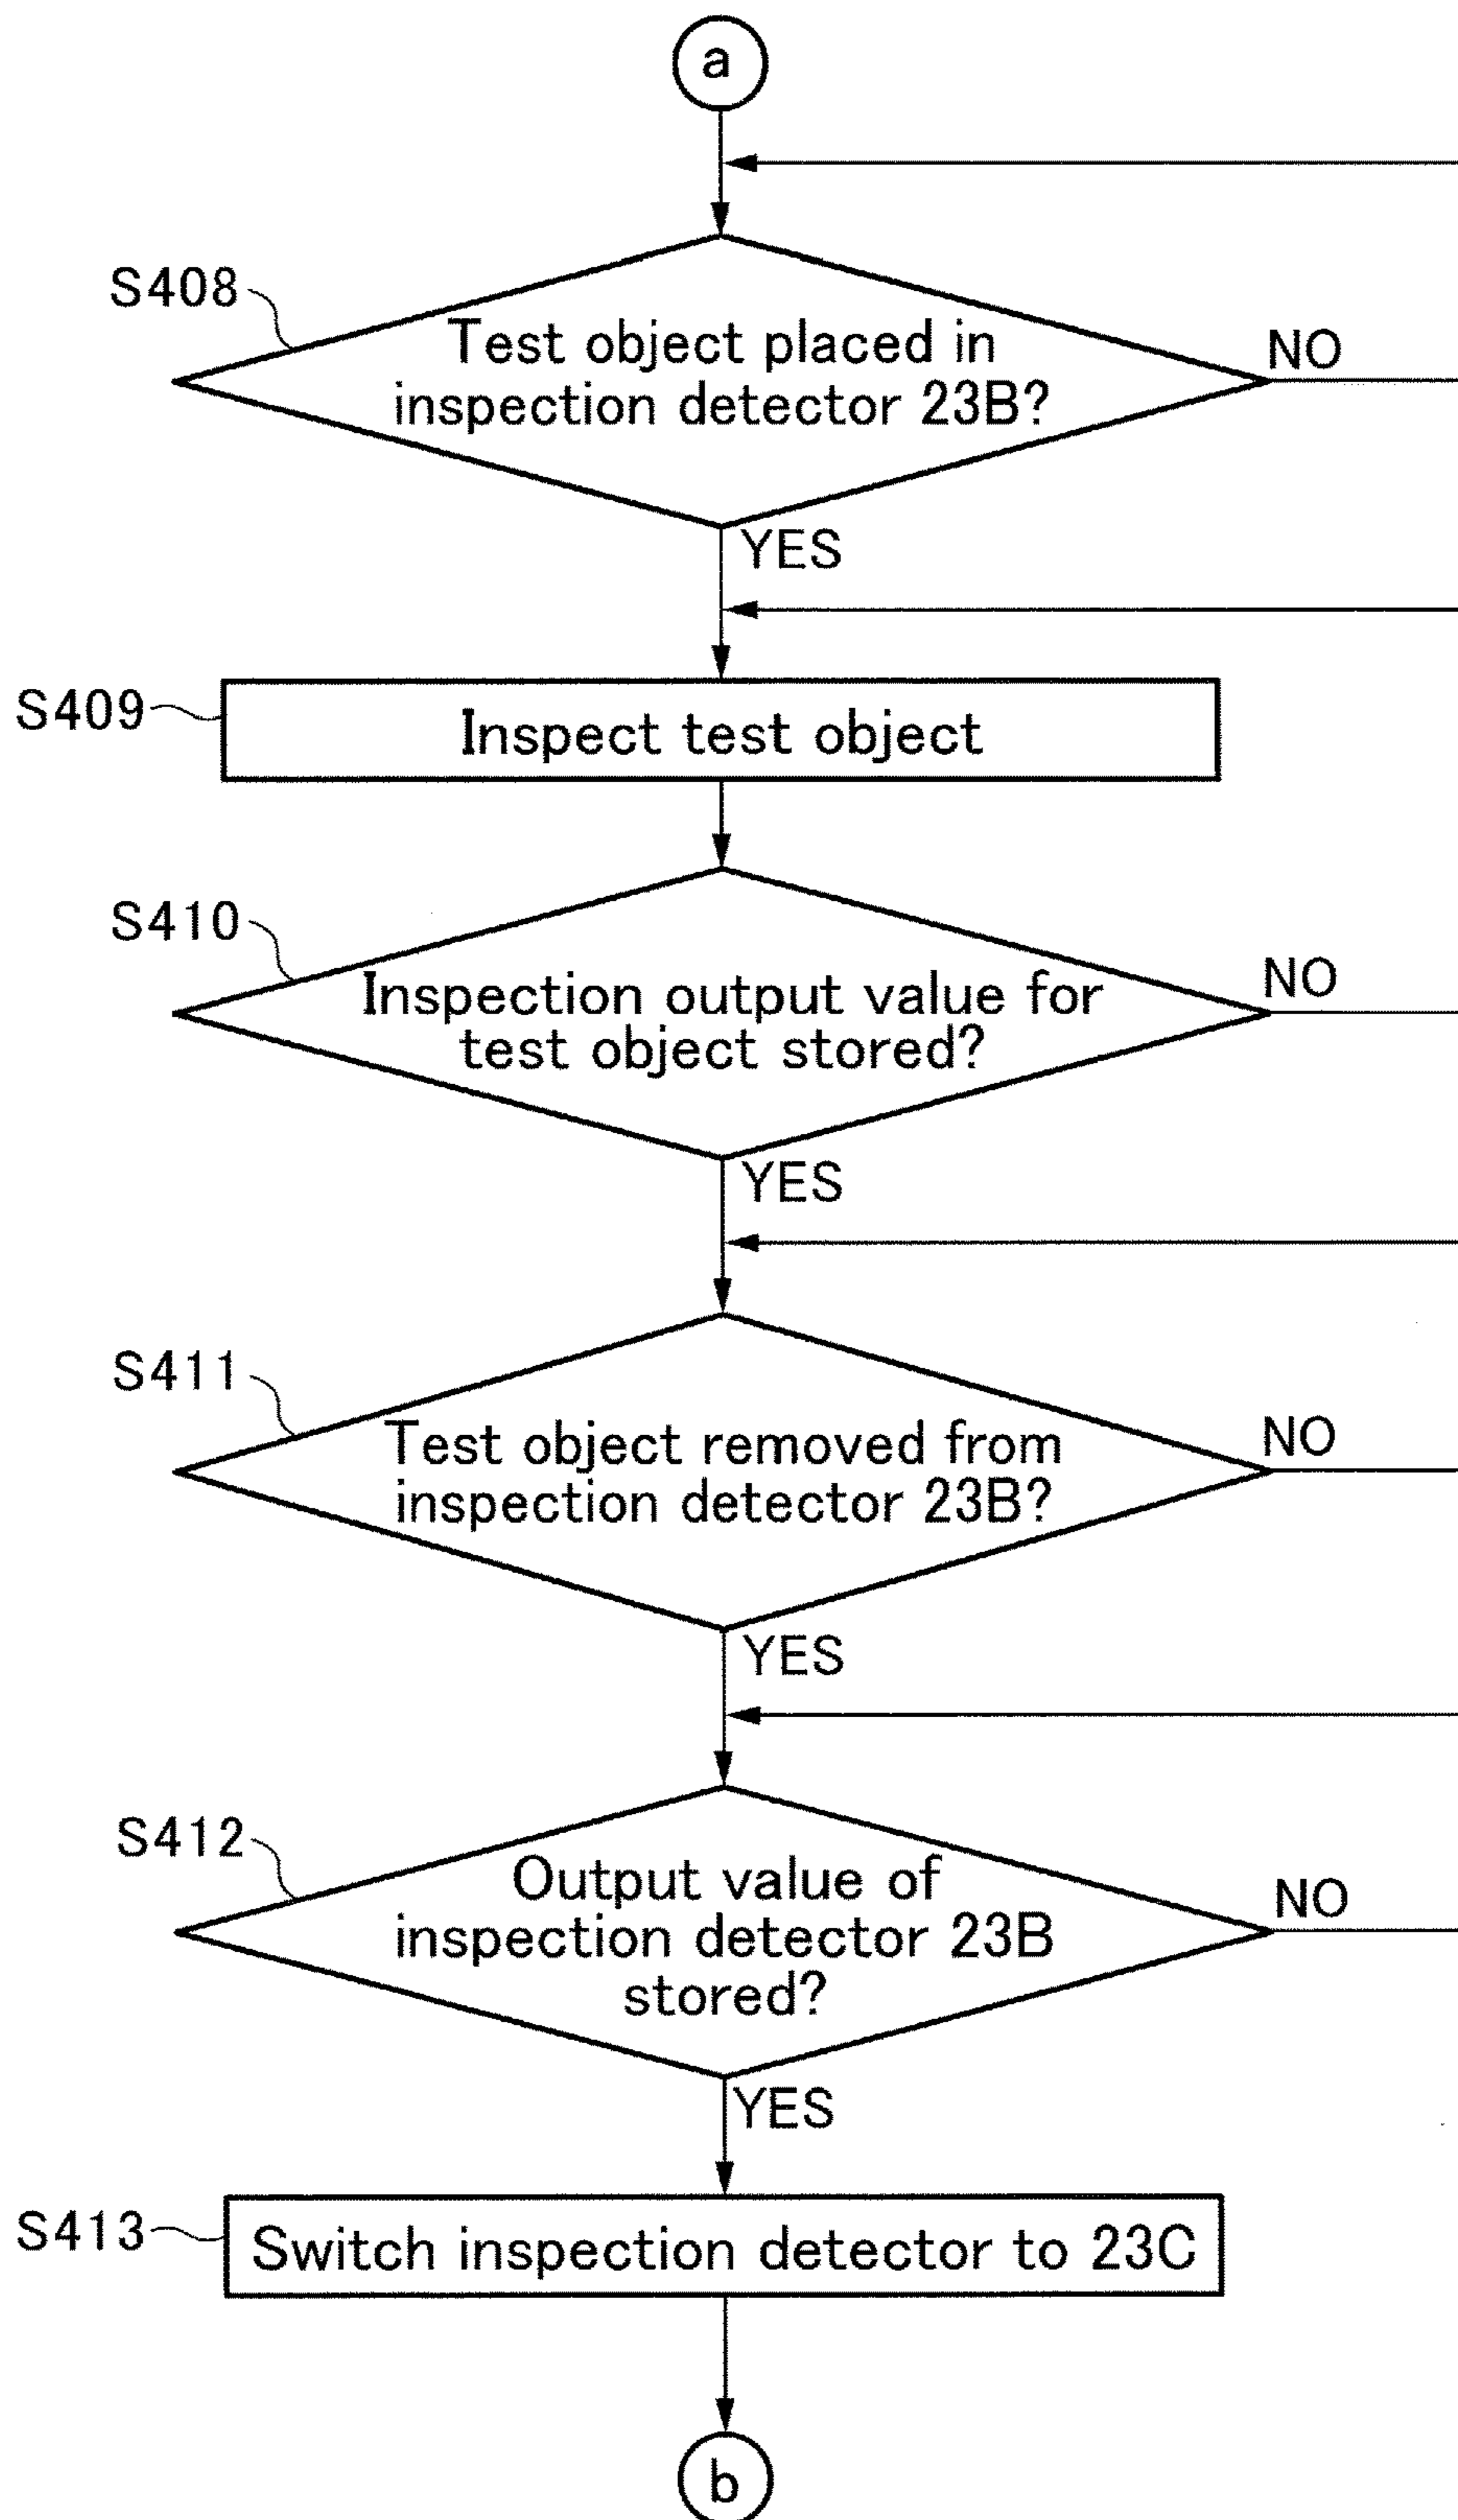 a
S408
Test object placed in
inspection detector 23B?
NO
YES
S409
Inspect test object
S410
Inspection output value for
test object stored?
NO
YES
S411
Test object removed from
inspection detector 23B?
NO
YES
S412
Output value of
inspection detector 23B
stored?
NO
YES
S413
Switch inspection detector to 23C
b